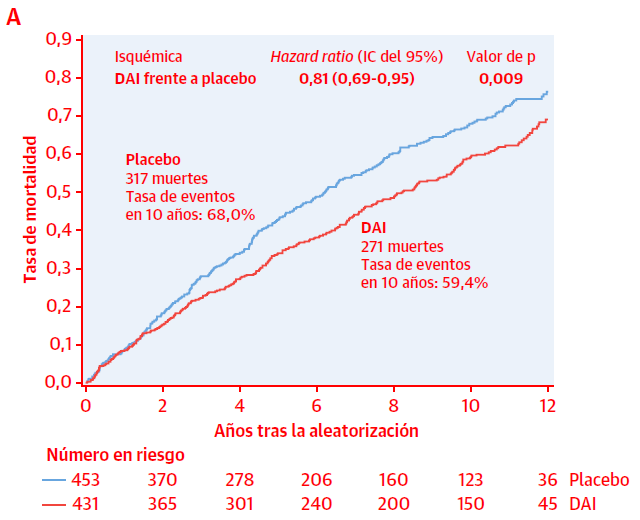 A
Tasa de mortalidad
0,9
0,8
0,7
0,6
0,5
0,4
0,3
0,2
0,1
0,0
Isquémica Hazard ratio (IC del 95%) Valor de p
DAI frente a placebo 0,81 (0,69-0,95) 0,009
Placebo
317 muertes
Tasa de eventos
en 10 años: 68,0%
DAI
271 muertes
Tasa de eventos
en 10 años: 59,4%
0 2 4 6 8 10 12
Años tras la aleatorización
Número en riesgo
453 370 278 206 160 123 36 Placebo
431 365 301 240 200 150 45 DAI